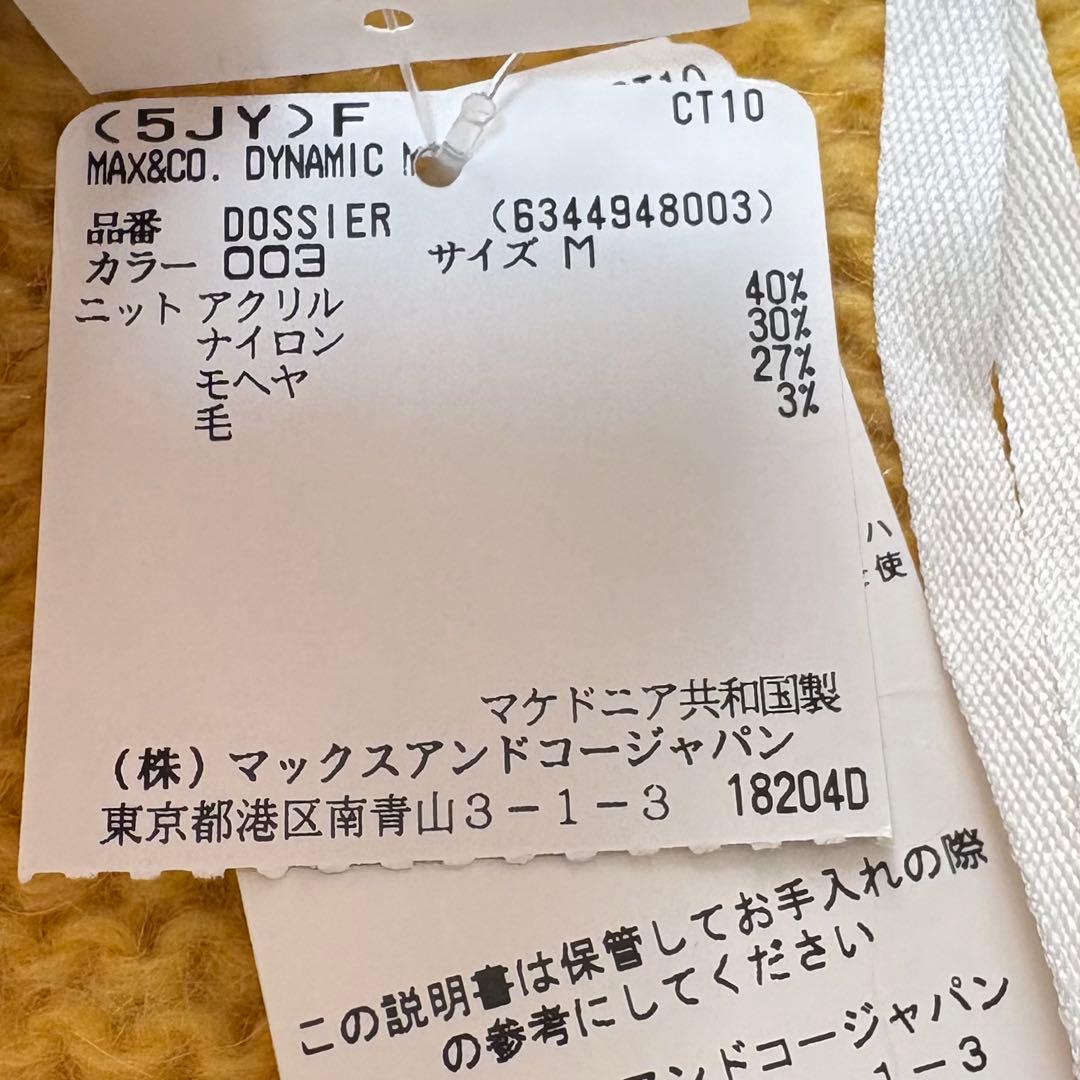 (5JY)F CT10
MAX&CO. DYNAMIC
品番 DOSSIER (6344948003)
カラー 003 サイズ M
ニット アクリル 40%
ナイロン 30%
モヘヤ 27%
毛 3%
マケドニア共和国製
(株)マックスアンドコージャパン
東京都港区南青山3-1-3 18204D
CT10
ハ
使
この説明書は保管してお手入れの際
の参考にしてください
ンドコージャパン
1-3